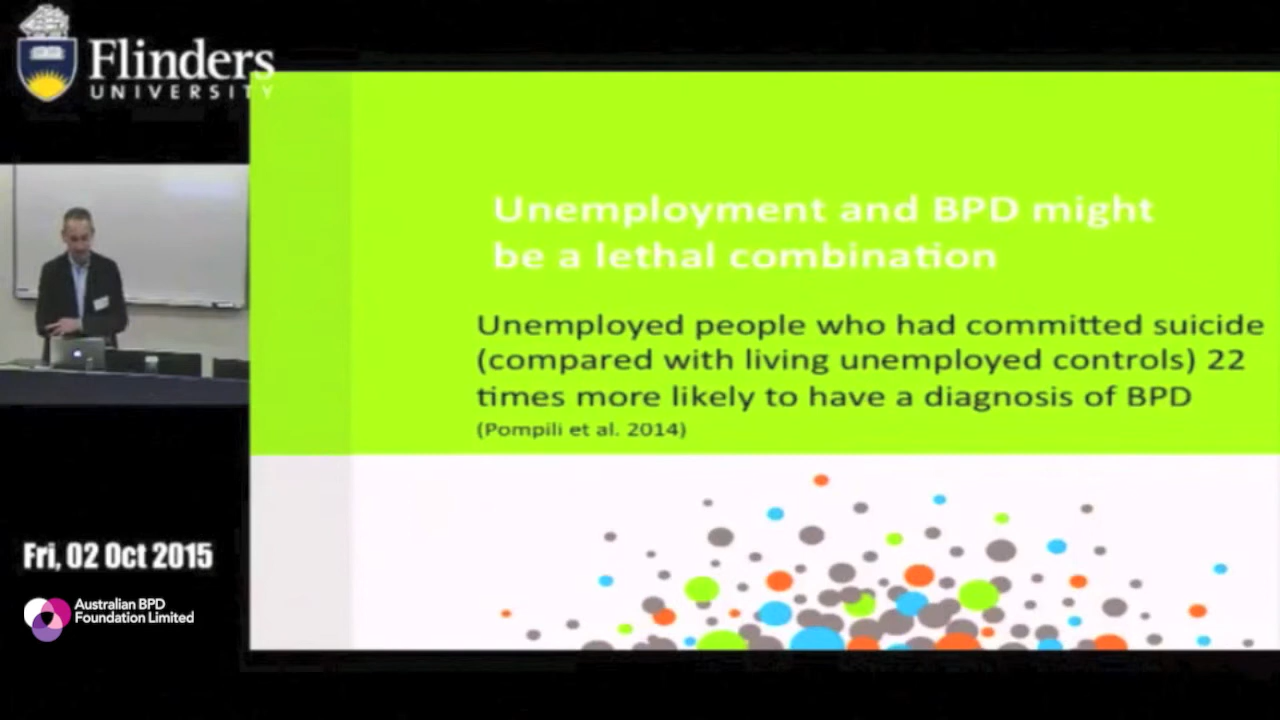 Flinders
UNIVERSITY
Unemployment and BPD might
be a lethal combination
Unemployed people who had committed suicide
(compared with living unemployed controls) 22
times more likely to have a diagnosis of BPD
(Pompili et al. 2014)
Fri, 02 Oct 2015
Australian BPD
Foundation Limited